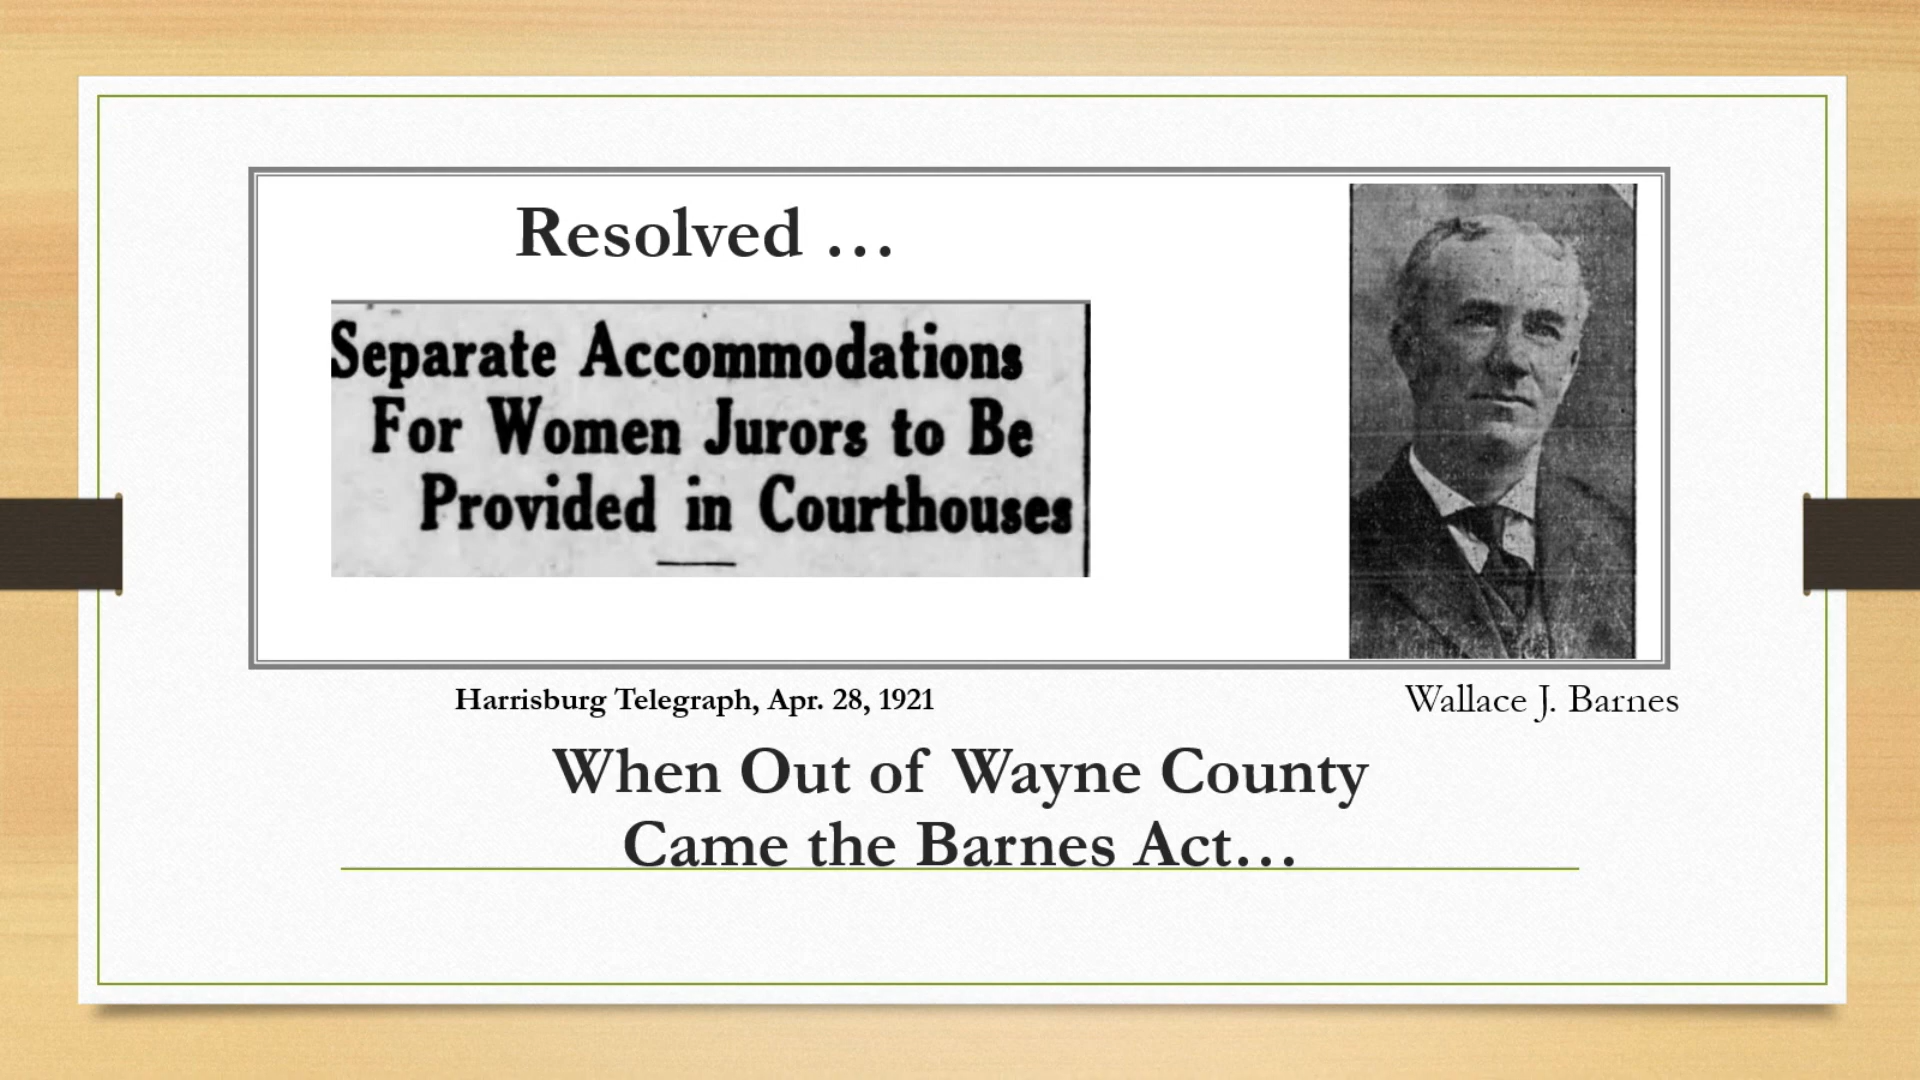 Resolved …
Separate Accommodations
For Women Jurors to Be
Provided in Courthouses
Harrisburg Telegraph, Apr. 28, 1921
Wallace J. Barnes
When Out of Wayne County
Came the Barnes Act…